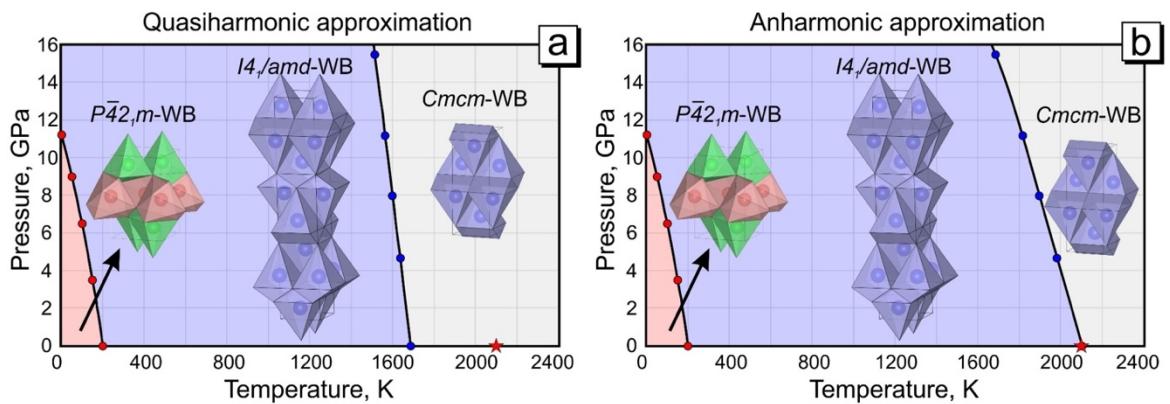 Quasiharmonic approximation
a
16
14
12
10
8
6
4
2
0
Pressure, GPa
P4̅2₁m-WB
I4₁/amd-WB
Cmcm-WB
0 400 800 1200 1600 2000 2400
Temperature, K
Anharmonic approximation
b
16
14
12
10
8
6
4
2
0
Pressure, GPa
P4̅2₁m-WB
I4₁/amd-WB
Cmcm-WB
0 400 800 1200 1600 2000 2400
Temperature, K